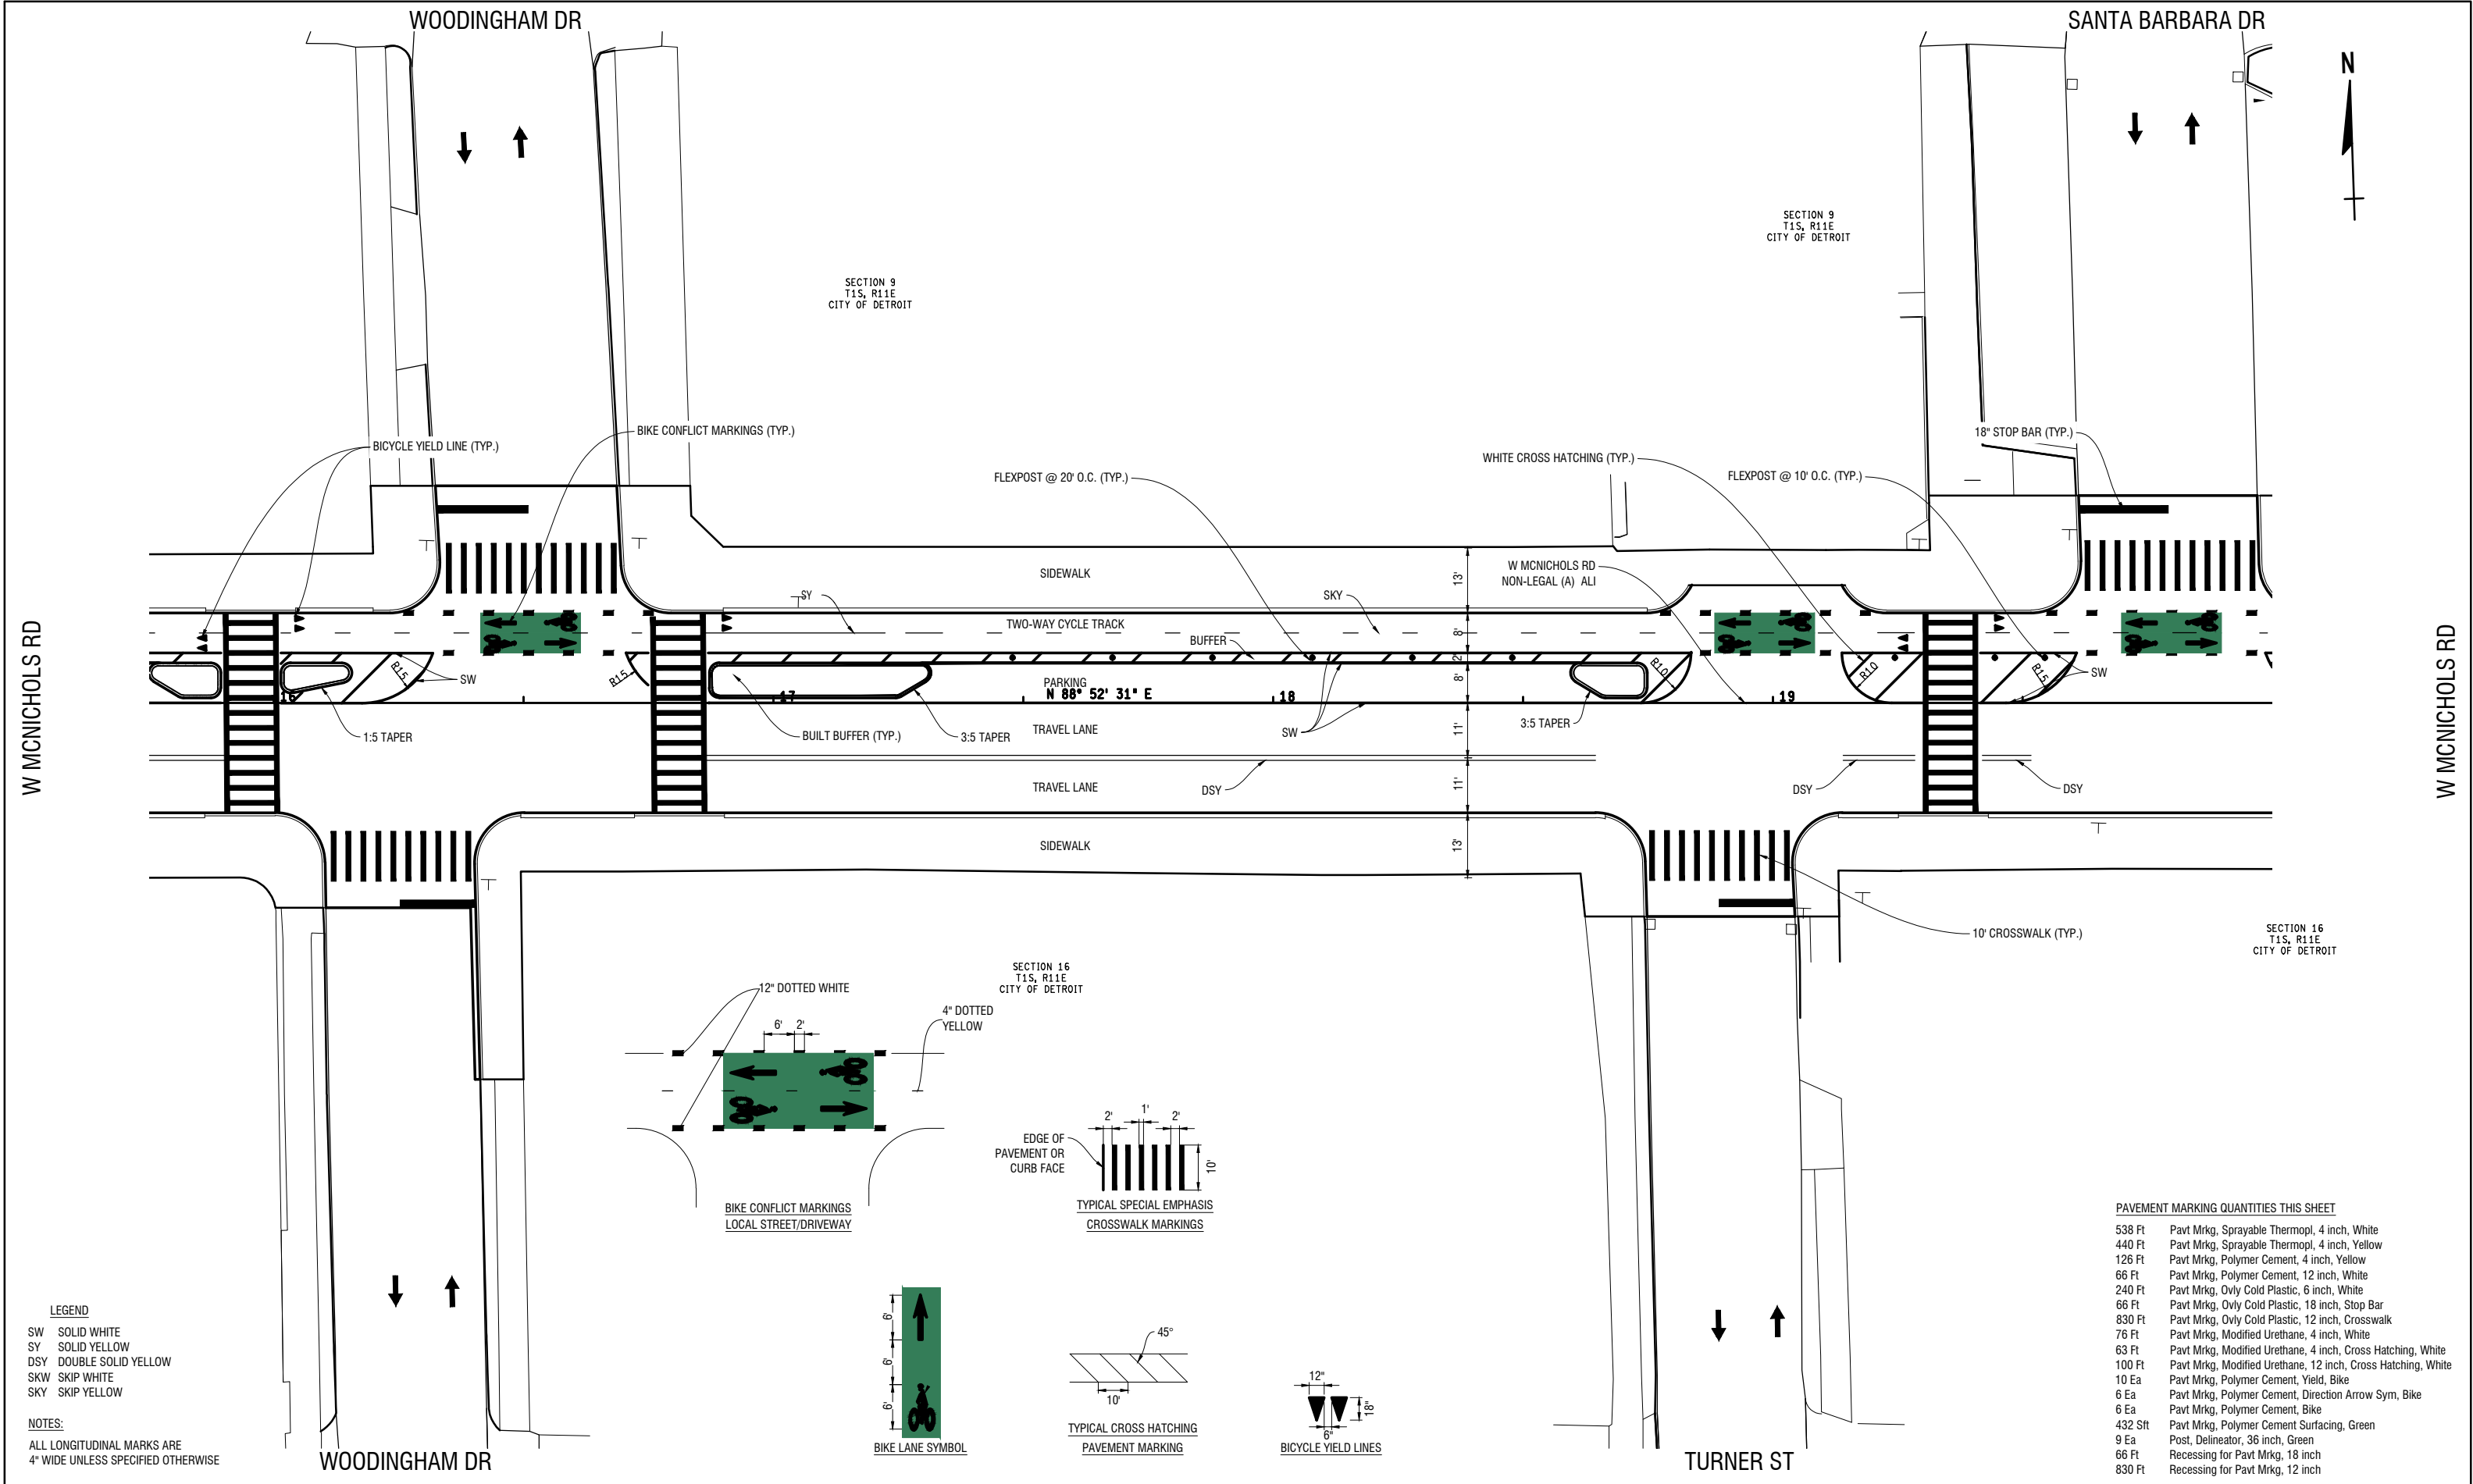 WOODINGHAM DR
SANTA BARBARA DR
N
SECTION 9
T1S, R11E
CITY OF DETROIT
SECTION 9
T1S, R11E
CITY OF DETROIT
BICYCLE YIELD LINE (TYP.)
BIKE CONFLICT MARKINGS (TYP.)
FLEXPOST @ 20' O.C. (TYP.)
WHITE CROSS HATCHING (TYP.)
FLEXPOST @ 10' O.C. (TYP.)
18" STOP BAR (TYP.)
W MCNICHOLS RD
W MCNICHOLS RD
SIDEWALK
13'
W MCNICHOLS RD
NON-LEGAL (A) ALI
SY
SKY
TWO-WAY CYCLE TRACK
8'
BUFFER
2'
R15
SW
R15
PARKING
8'
R10
R10
R15
SW
16
17
N 88° 52' 31" E
18
19
1:5 TAPER
BUILT BUFFER (TYP.)
3:5 TAPER
TRAVEL LANE
SW
11'
3:5 TAPER
TRAVEL LANE
DSY
11'
DSY
DSY
SIDEWALK
13'
10' CROSSWALK (TYP.)
SECTION 16
T1S, R11E
CITY OF DETROIT
SECTION 16
T1S, R11E
CITY OF DETROIT
12" DOTTED WHITE
4" DOTTED
YELLOW
6'
2'
BIKE CONFLICT MARKINGS
LOCAL STREET/DRIVEWAY
2'
1'
2'
EDGE OF
PAVEMENT OR
CURB FACE
10'
TYPICAL SPECIAL EMPHASIS
CROSSWALK MARKINGS
6'
6'
6'
BIKE LANE SYMBOL
45°
10'
TYPICAL CROSS HATCHING
PAVEMENT MARKING
12"
18"
6"
BICYCLE YIELD LINES
LEGEND
SW SOLID WHITE
SY SOLID YELLOW
DSY DOUBLE SOLID YELLOW
SKW SKIP WHITE
SKY SKIP YELLOW
NOTES:
ALL LONGITUDINAL MARKS ARE
4" WIDE UNLESS SPECIFIED OTHERWISE
WOODINGHAM DR
TURNER ST
PAVEMENT MARKING QUANTITIES THIS SHEET
538 Ft Pavt Mrkg, Sprayable Thermopl, 4 inch, White
440 Ft Pavt Mrkg, Sprayable Thermopl, 4 inch, Yellow
126 Ft Pavt Mrkg, Polymer Cement, 4 inch, Yellow
66 Ft Pavt Mrkg, Polymer Cement, 12 inch, White
240 Ft Pavt Mrkg, Ovly Cold Plastic, 6 inch, White
66 Ft Pavt Mrkg, Ovly Cold Plastic, 18 inch, Stop Bar
830 Ft Pavt Mrkg, Ovly Cold Plastic, 12 inch, Crosswalk
76 Ft Pavt Mrkg, Modified Urethane, 4 inch, White
63 Ft Pavt Mrkg, Modified Urethane, 4 inch, Cross Hatching, White
100 Ft Pavt Mrkg, Modified Urethane, 12 inch, Cross Hatching, White
10 Ea Pavt Mrkg, Polymer Cement, Yield, Bike
6 Ea Pavt Mrkg, Polymer Cement, Direction Arrow Sym, Bike
6 Ea Pavt Mrkg, Polymer Cement, Bike
432 Sft Pavt Mrkg, Polymer Cement Surfacing, Green
9 Ea Post, Delineator, 36 inch, Green
66 Ft Recessing for Pavt Mrkg, 18 inch
830 Ft Recessing for Pavt Mrkg, 12 inch